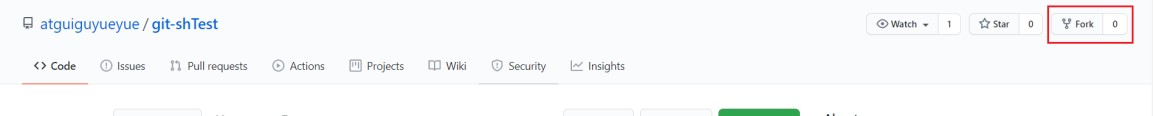 atguiguyueyue / git-shTest Watch 1 Star 0 Fork 0
Code Issues Pull requests Actions Projects Wiki Security Insights